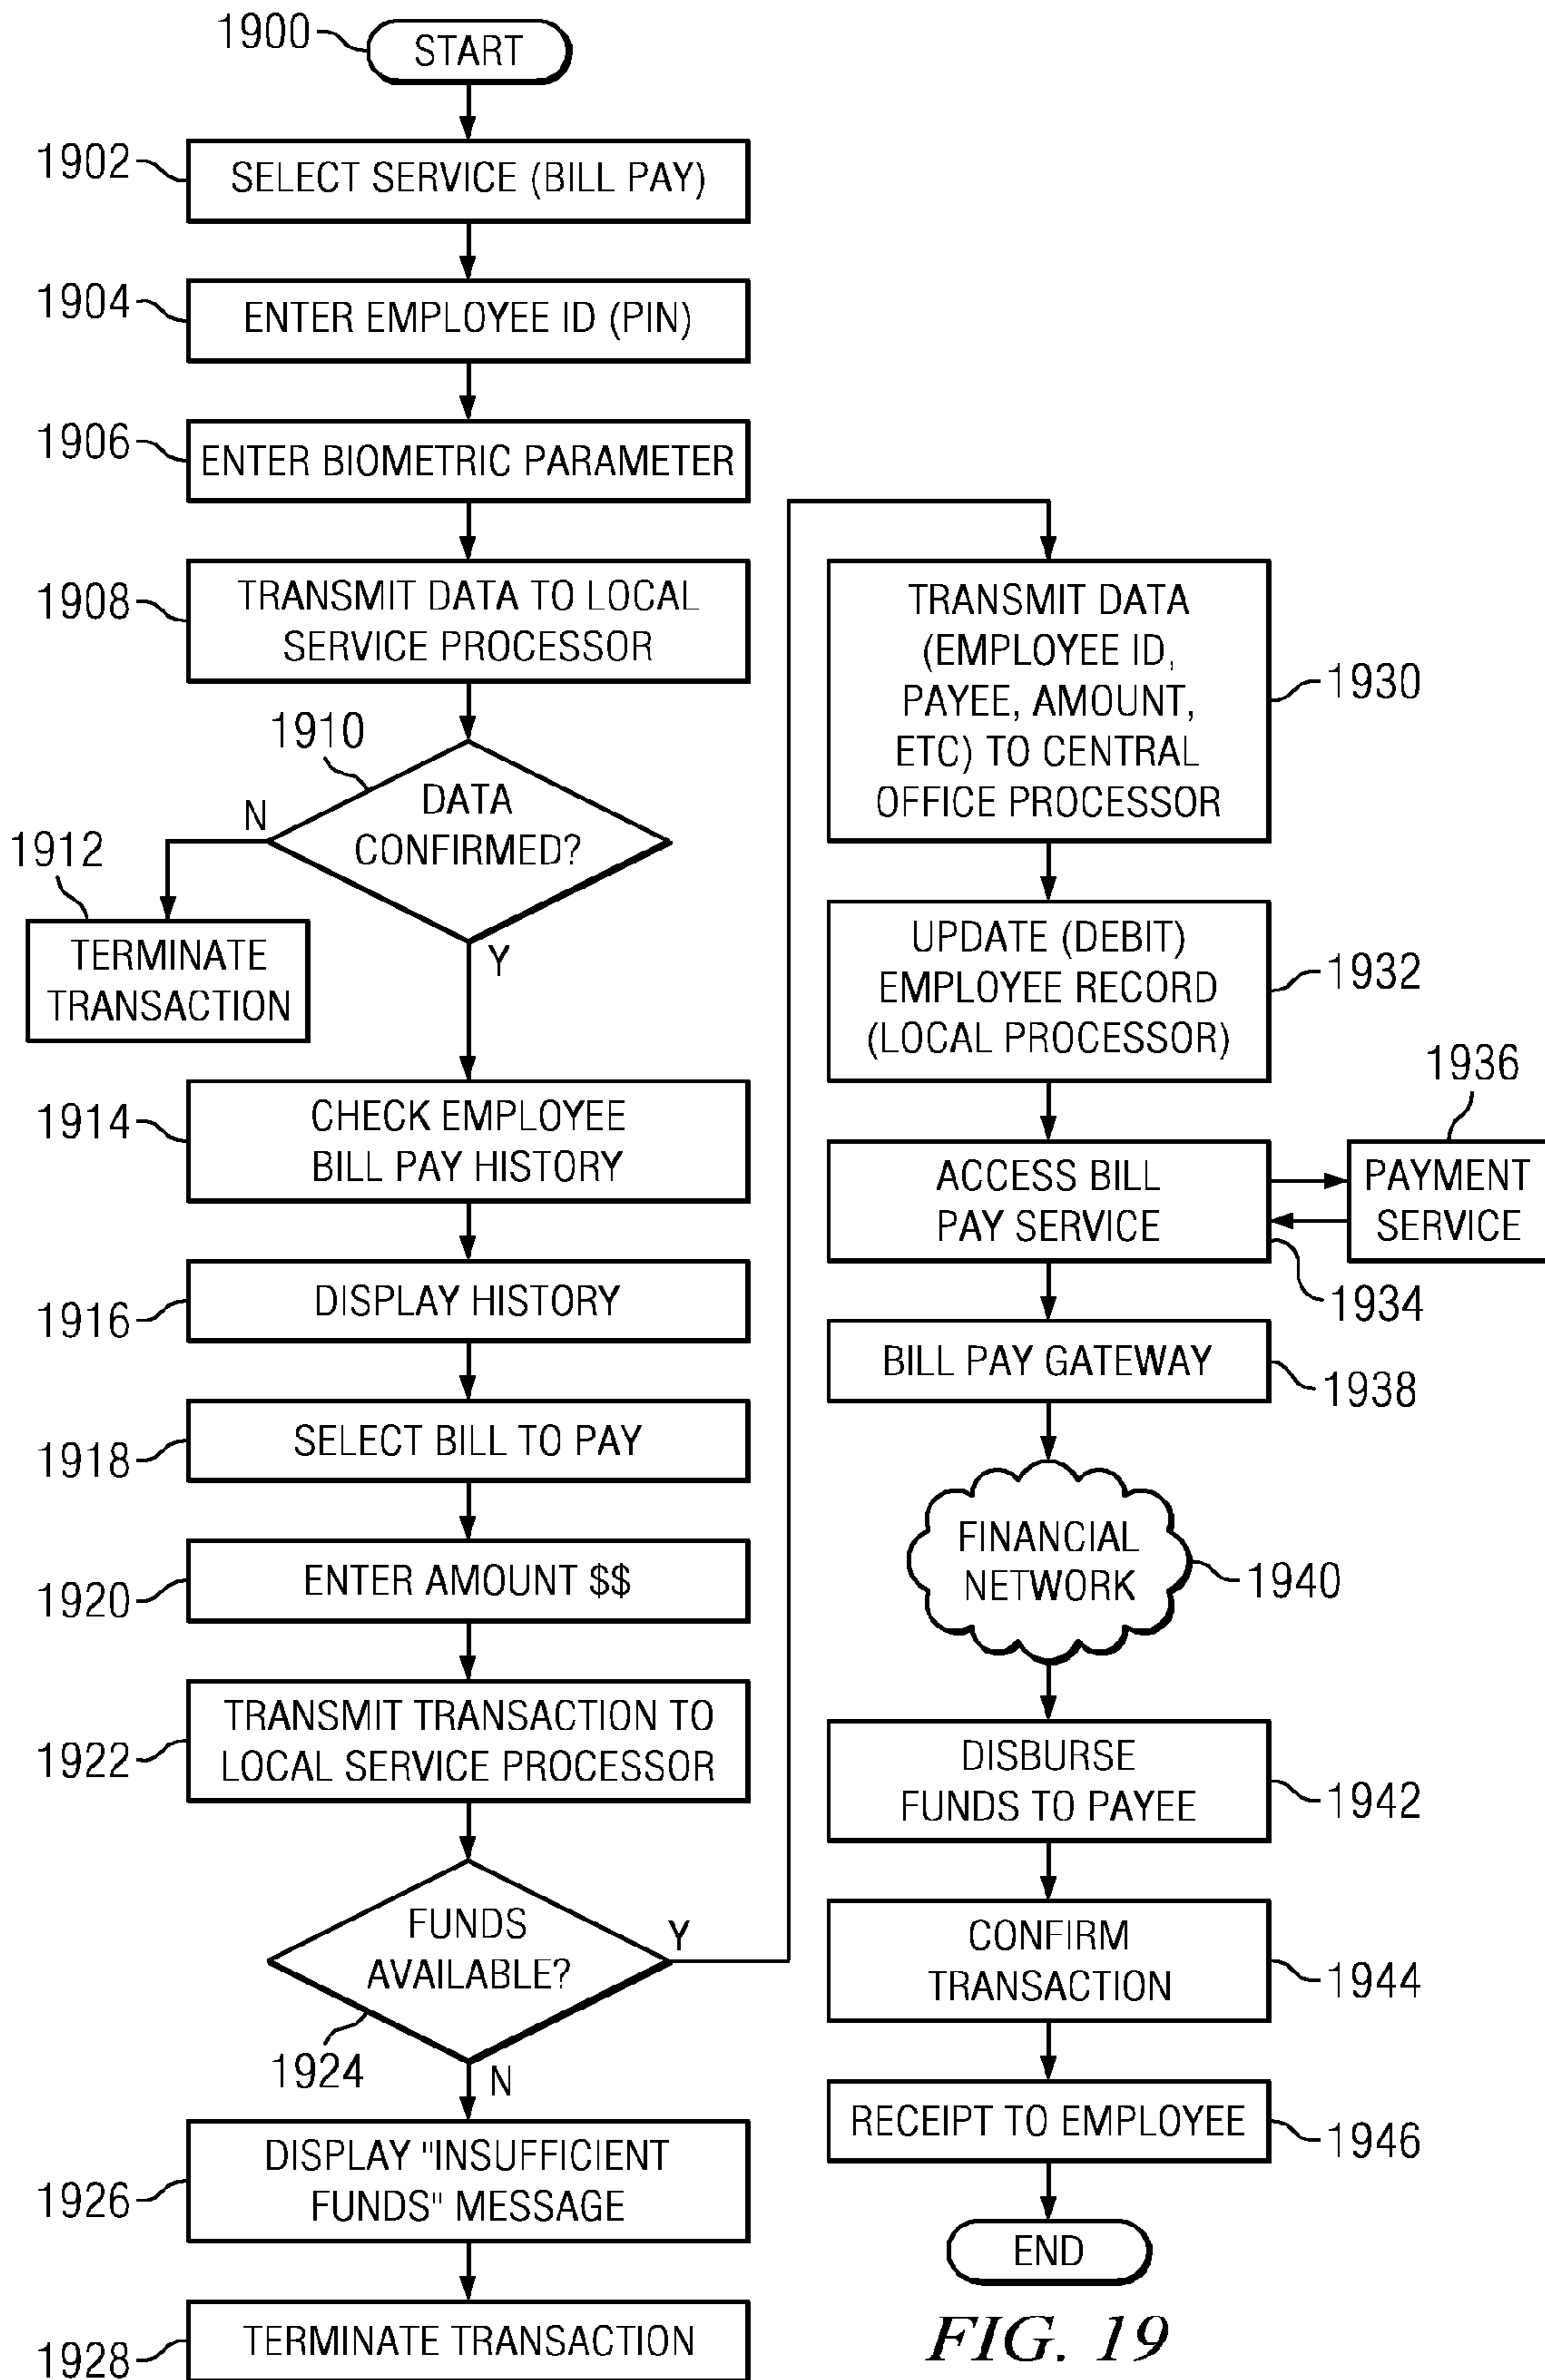 1900
START
1902
SELECT SERVICE (BILL PAY)
1904
ENTER EMPLOYEE ID (PIN)
1906
ENTER BIOMETRIC PARAMETER
1908
TRANSMIT DATA TO LOCAL
SERVICE PROCESSOR
1910
DATA
CONFIRMED?
N
Y
1912
TERMINATE
TRANSACTION
1914
CHECK EMPLOYEE
BILL PAY HISTORY
1916
DISPLAY HISTORY
1918
SELECT BILL TO PAY
1920
ENTER AMOUNT $$
1922
TRANSMIT TRANSACTION TO
LOCAL SERVICE PROCESSOR
FUNDS
AVAILABLE?
Y
1924
N
1926
DISPLAY "INSUFFICIENT
FUNDS" MESSAGE
1928
TERMINATE TRANSACTION
TRANSMIT DATA
(EMPLOYEE ID,
PAYEE, AMOUNT,
ETC) TO CENTRAL
OFFICE PROCESSOR
1930
UPDATE (DEBIT)
EMPLOYEE RECORD
(LOCAL PROCESSOR)
1932
ACCESS BILL
PAY SERVICE
1934
1936
PAYMENT
SERVICE
BILL PAY GATEWAY
1938
FINANCIAL
NETWORK
1940
DISBURSE
FUNDS TO PAYEE
1942
CONFIRM
TRANSACTION
1944
RECEIPT TO EMPLOYEE
1946
END
FIG. 19